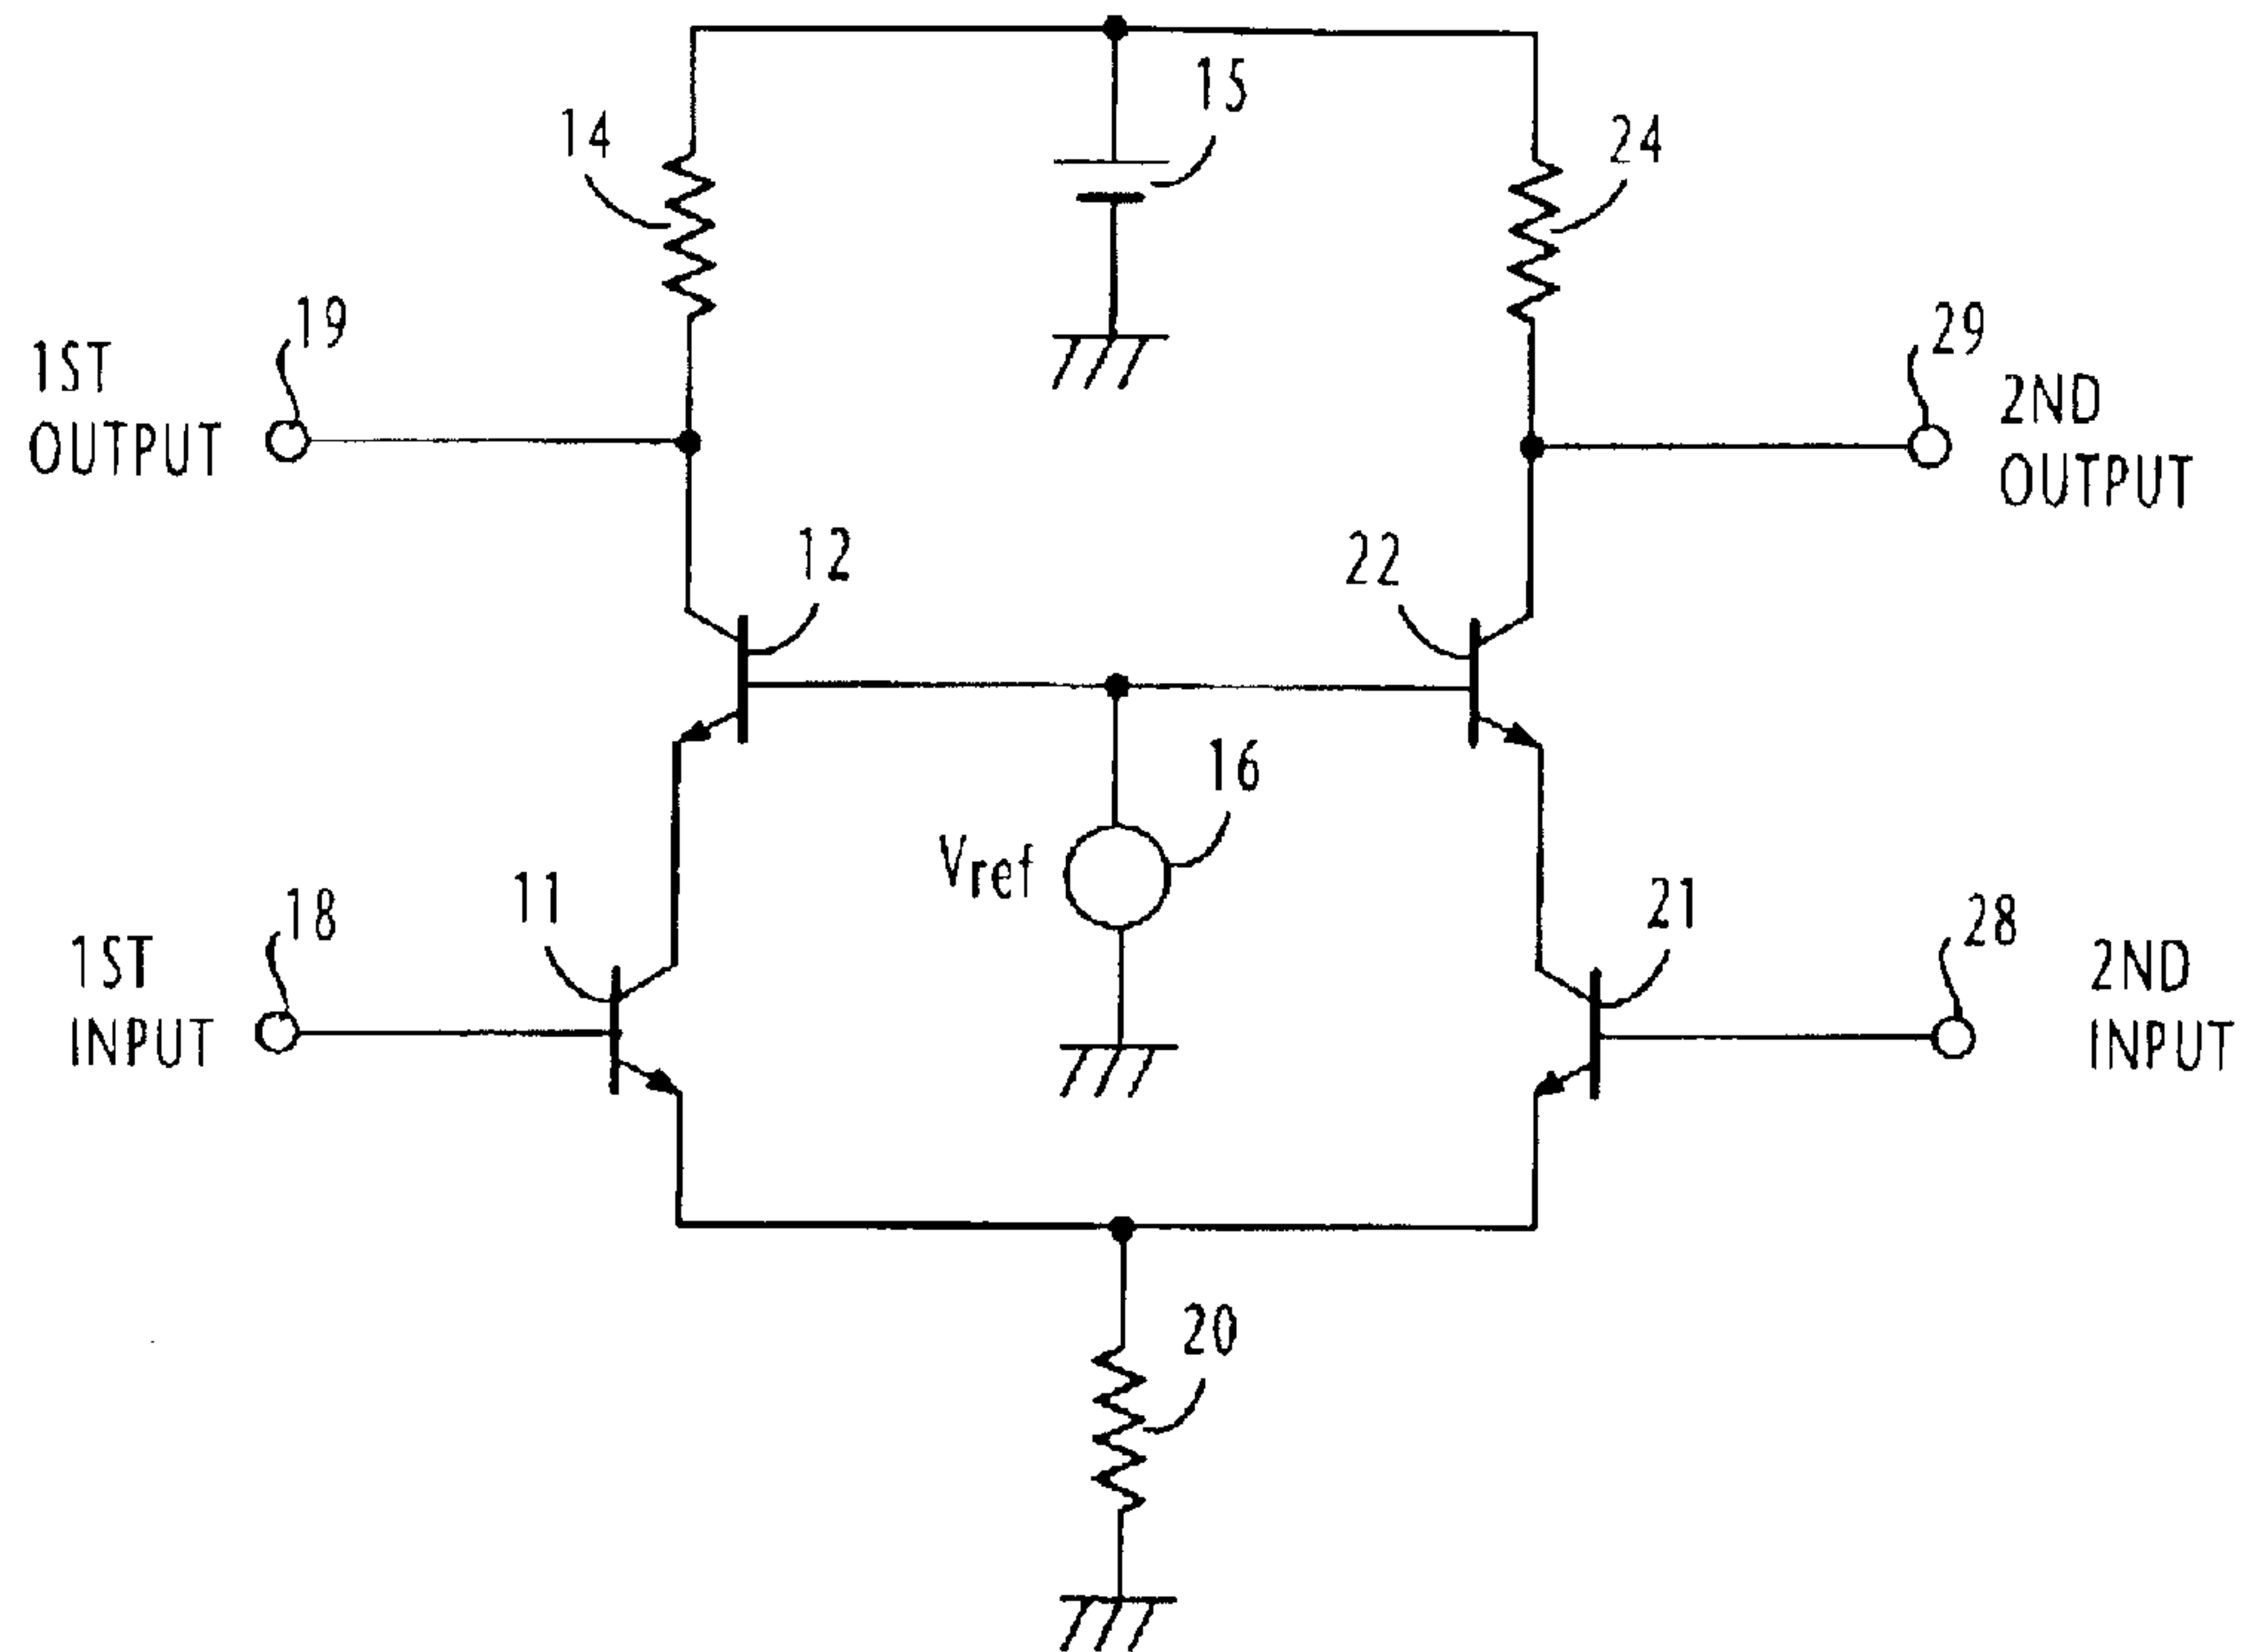 15
14
24
19
29
1ST
OUTPUT
2ND
OUTPUT
12
22
16
Vref
11
21
18
28
1ST
INPUT
2ND
INPUT
20